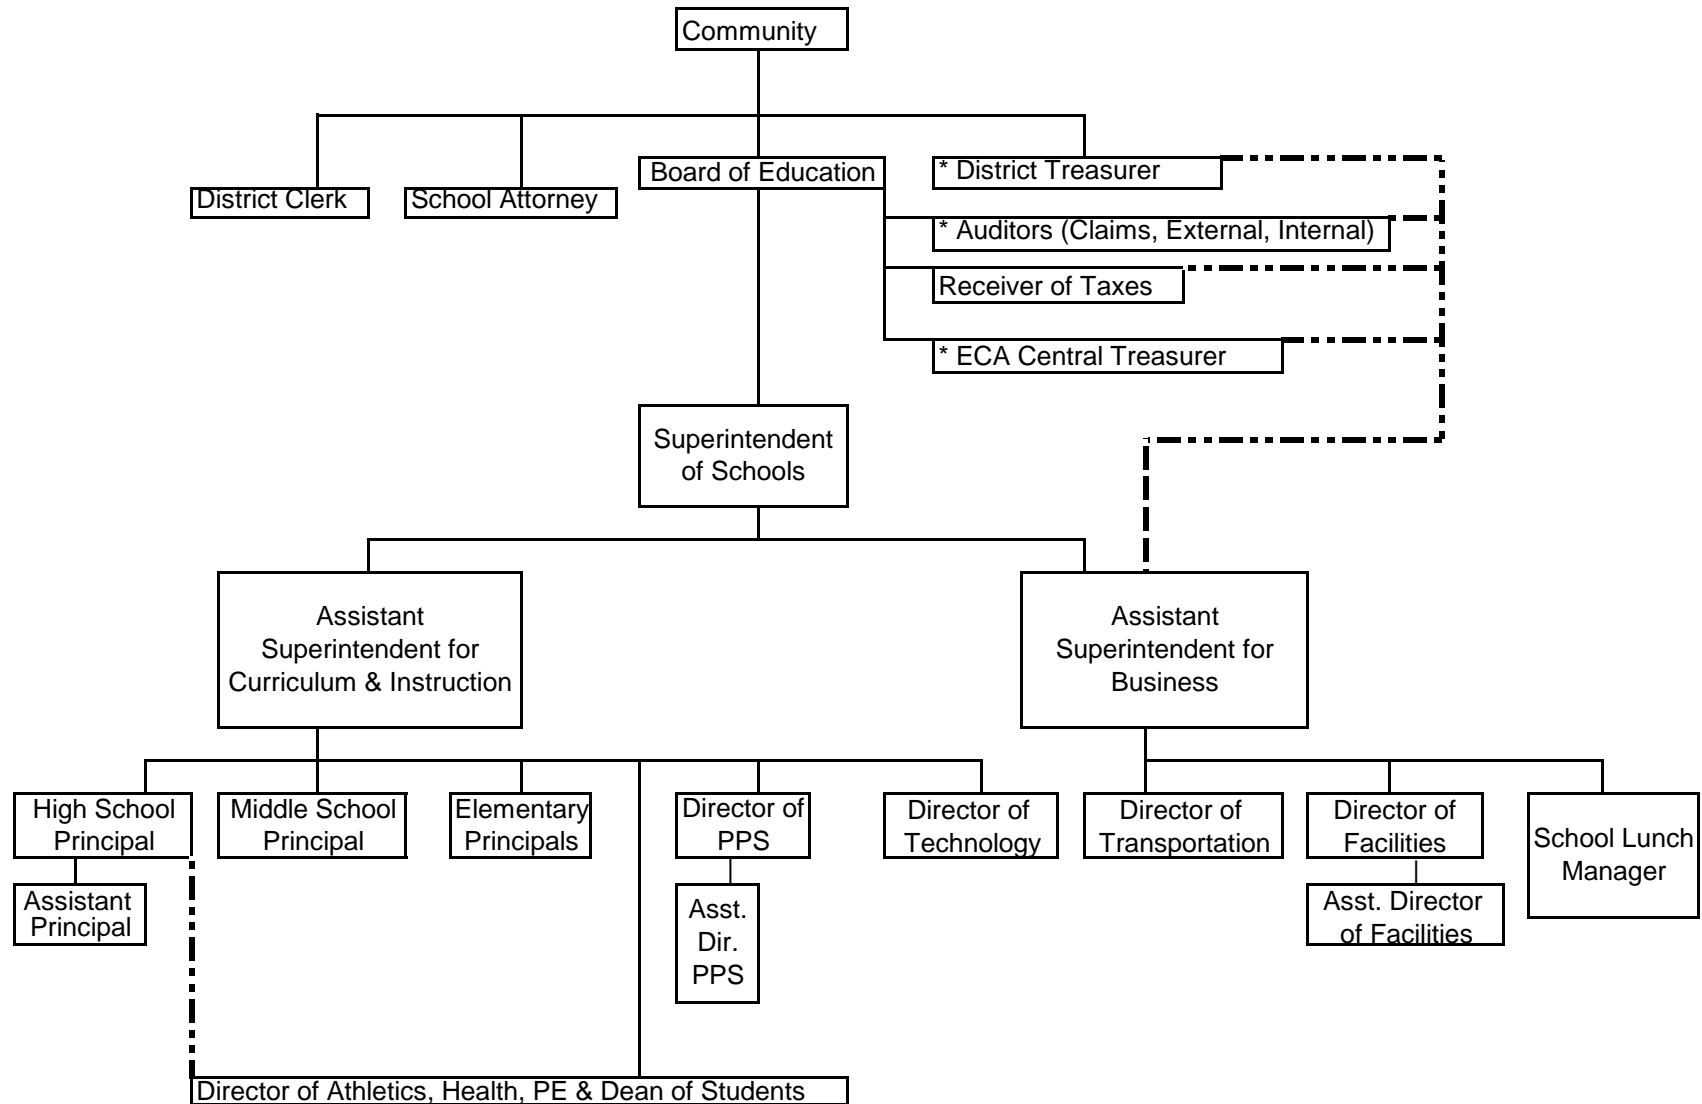 Community
Board of Education
* District Treasurer
District Clerk
School Attorney
* Auditors (Claims, External, Internal)
Receiver of Taxes
* ECA Central Treasurer
Superintendent
of Schools
Assistant
Superintendent for
Curriculum & Instruction
Assistant
Superintendent for
Business
High School
Principal
Middle School
Principal
Elementary
Principals
Director of
PPS
Director of
Technology
Director of
Transportation
Director of
Facilities
School Lunch
Manager
Assistant
Principal
Asst.
Dir.
PPS
Asst. Director
of Facilities
Director of Athletics, Health, PE & Dean of Students